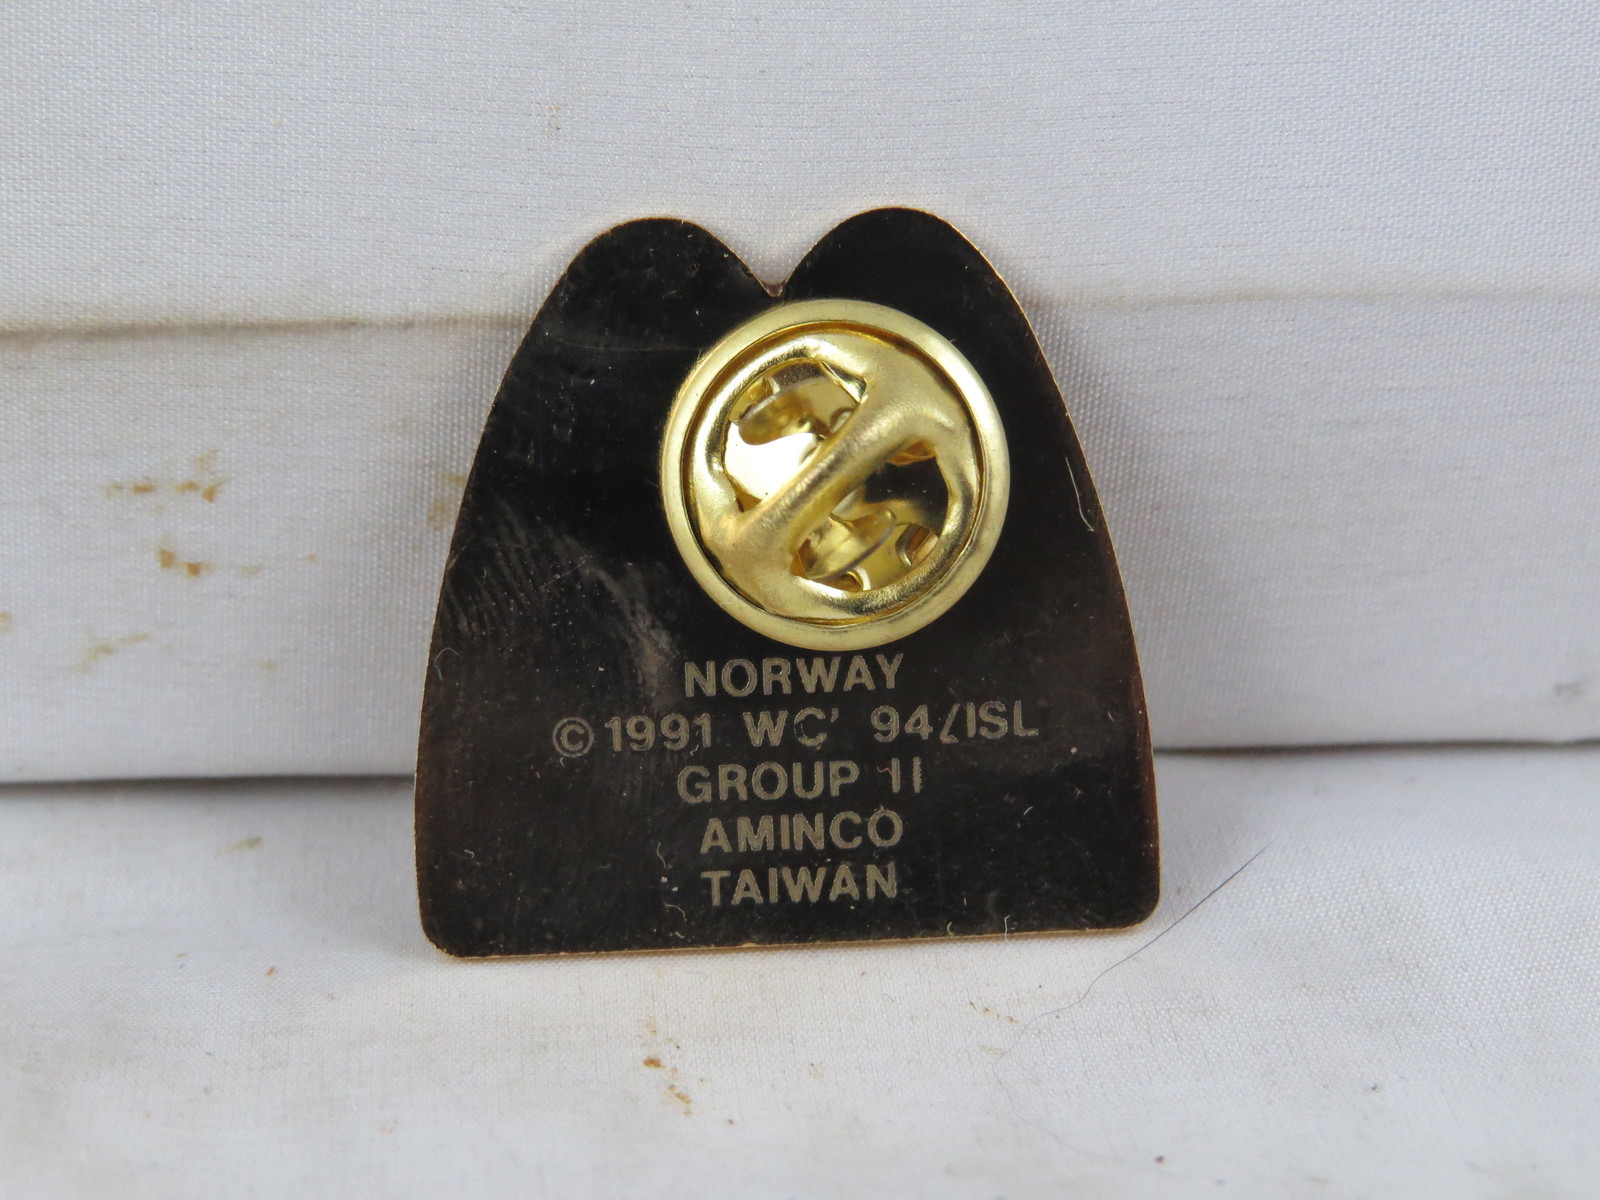 NORWAY
© 1991 WC' 94/ISL
GROUP II
AMINCO
TAIWAN